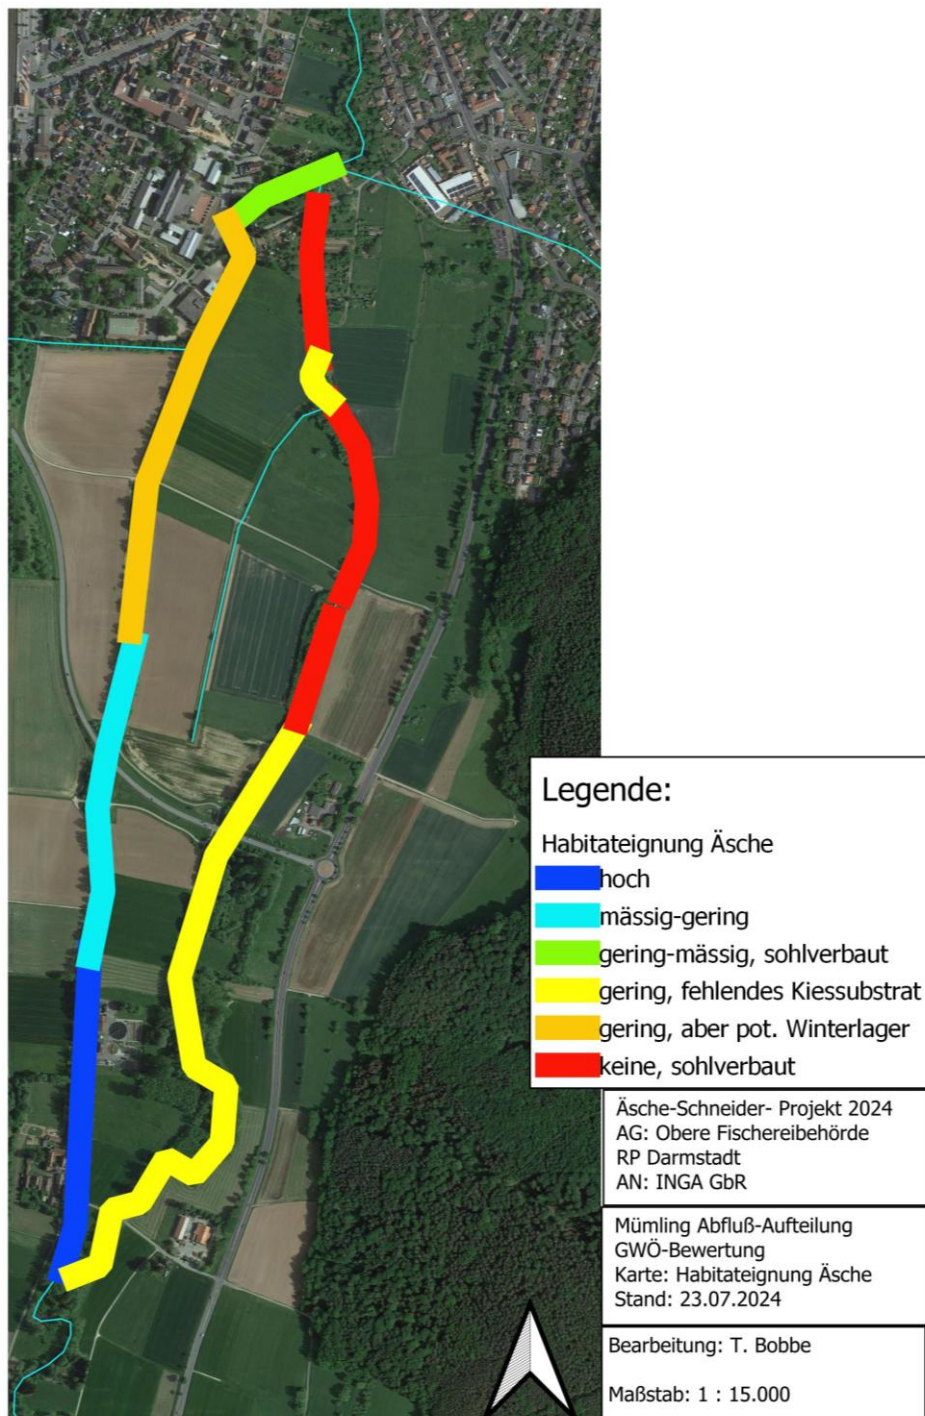 Legende:
Habitateignung Äsche
hoch
mässig-gering
gering-mässig, sohlverbaut
gering, fehlendes Kiessubstrat
gering, aber pot. Winterlager
keine, sohlverbaut
Äsche-Schneider- Projekt 2024
AG: Obere Fischereibehörde
RP Darmstadt
AN: INGA GbR
Mümling Abfluß-Aufteilung
GWÖ-Bewertung
Karte: Habitateignung Äsche
Stand: 23.07.2024
Bearbeitung: T. Bobbe
Maßstab: 1 : 15.000